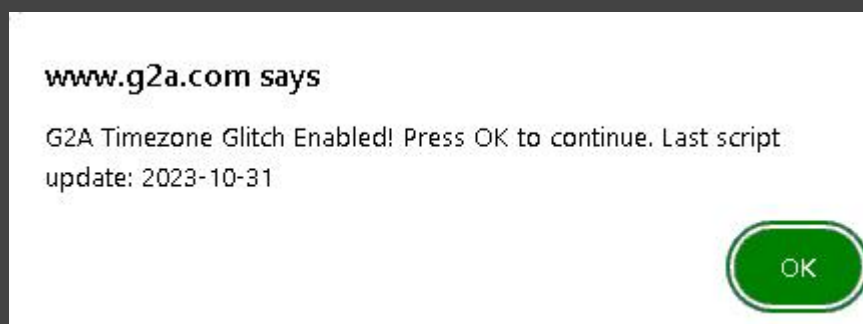 www.g2a.com says
G2A Timezone Glitch Enabled! Press OK to continue. Last script
update: 2023-10-31
OK